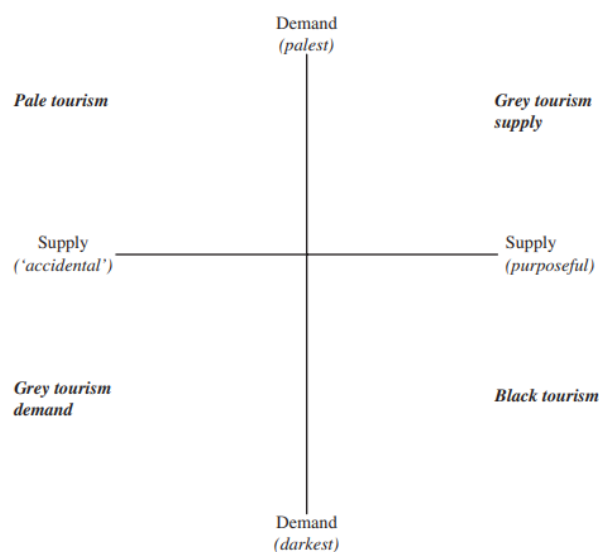 Demand
(palest)
Pale tourism
Grey tourism
supply
Supply
(‘accidental’)
Supply
(purposeful)
Grey tourism
demand
Black tourism
Demand
(darkest)